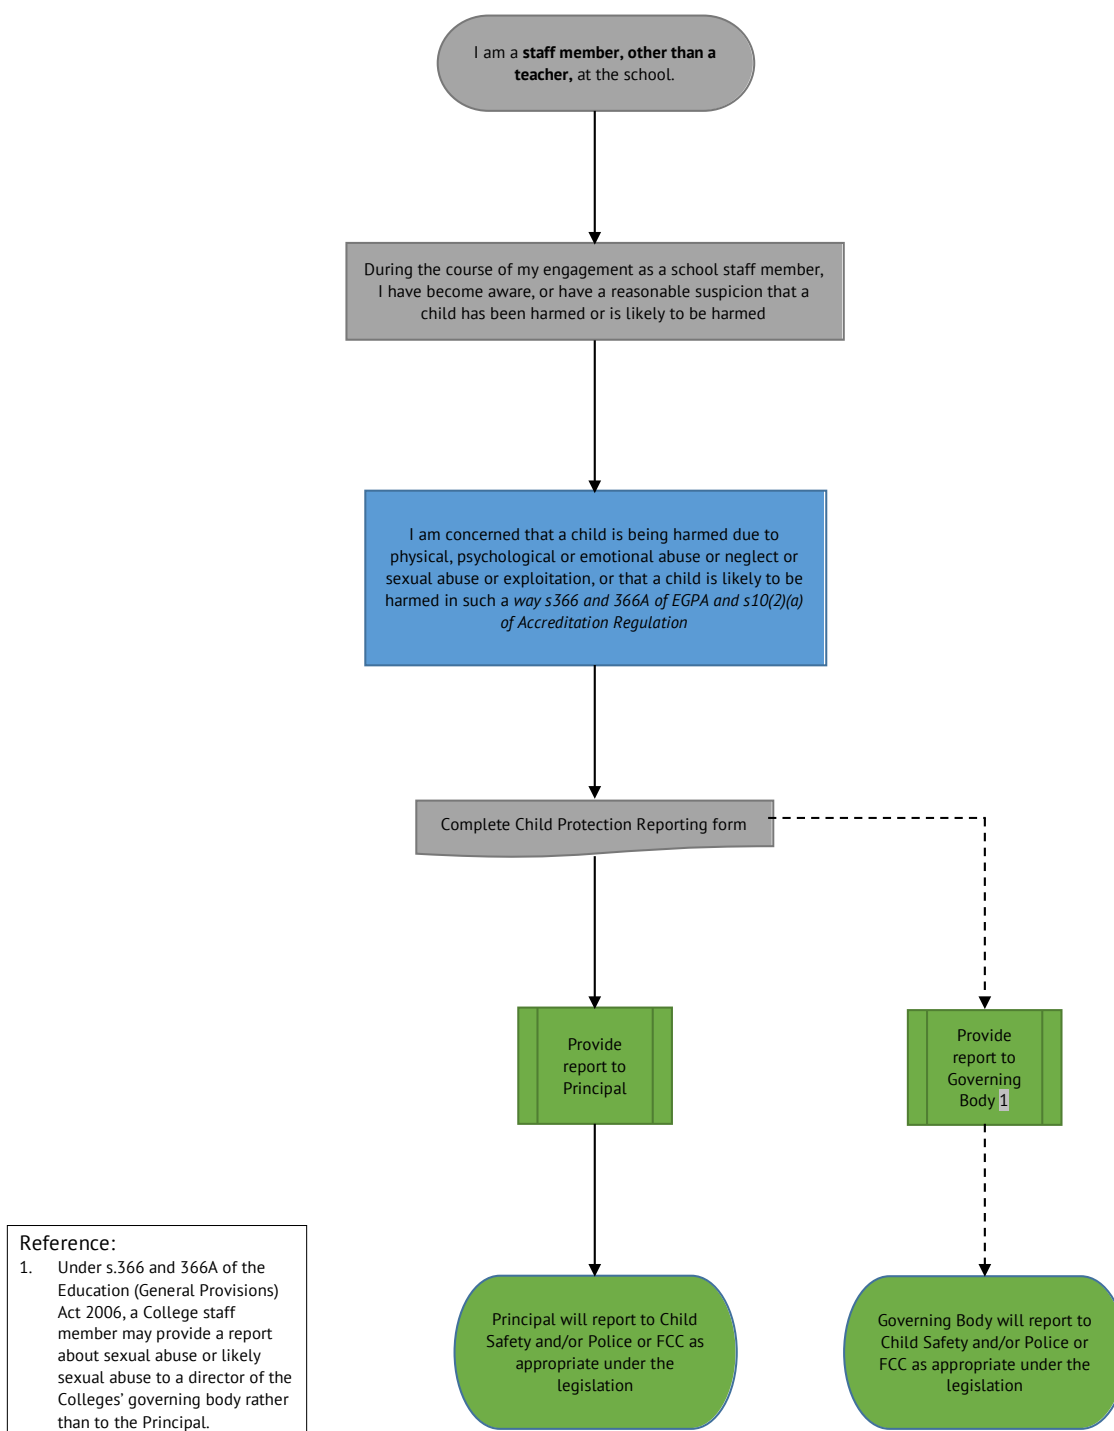 I am a staff member, other than a
teacher, at the school.
During the course of my engagement as a school staff member,
I have become aware, or have a reasonable suspicion that a
child has been harmed or is likely to be harmed
I am concerned that a child is being harmed due to
physical, psychological or emotional abuse or neglect or
sexual abuse or exploitation, or that a child is likely to be
harmed in such a way s366 and 366A of EGPA and s10(2)(a)
of Accreditation Regulation
Complete Child Protection Reporting form
Provide
report to
Principal
Provide
report to
Governing
Body 1
Reference:
1. Under s.366 and 366A of the
Education (General Provisions)
Act 2006, a College staff
member may provide a report
about sexual abuse or likely
sexual abuse to a director of the
Colleges’ governing body rather
than to the Principal.
Principal will report to Child
Safety and/or Police or FCC as
appropriate under the
legislation
Governing Body will report to
Child Safety and/or Police or
FCC as appropriate under the
legislation